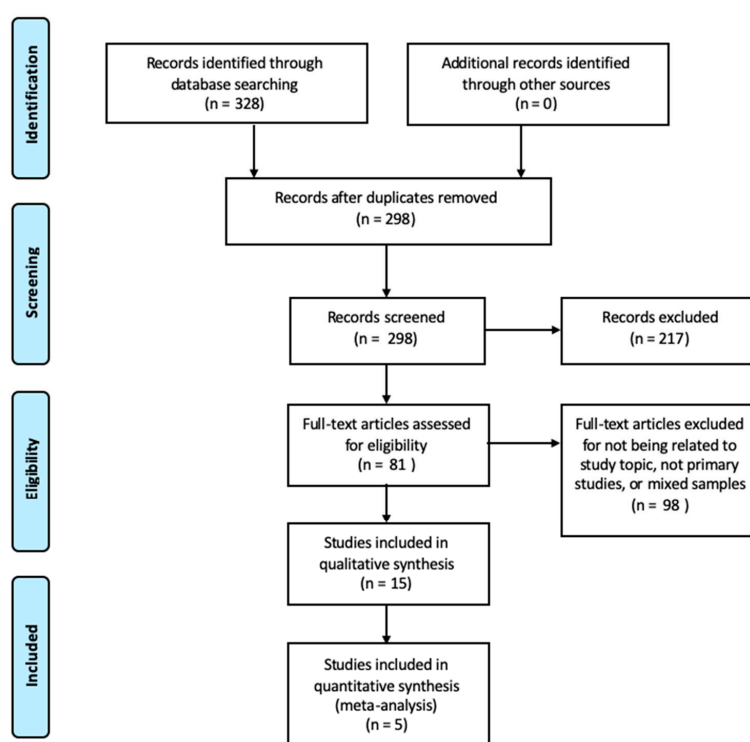 Identification
Records identified through
database searching
(n = 328)
Additional records identified
through other sources
(n = 0)
Records after duplicates removed
(n = 298)
Screening
Records screened
(n = 298)
Records excluded
(n = 217)
Eligibility
Full-text articles assessed
for eligibility
(n = 81 )
Full-text articles excluded
for not being related to
study topic, not primary
studies, or mixed samples
(n = 98 )
Studies included in
qualitative synthesis
(n = 15)
Included
Studies included in
quantitative synthesis
(meta-analysis)
(n = 5)